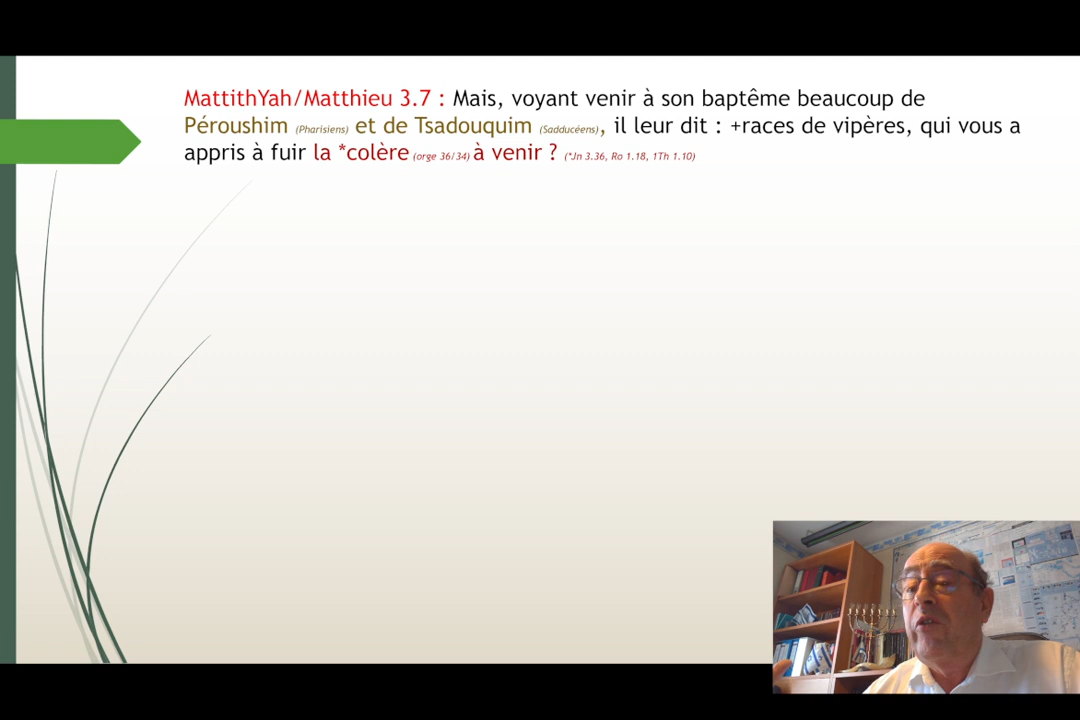 MattithYah/Matthieu 3.7 : Mais, voyant venir à son baptême beaucoup de
Péroushim (Pharisiens) et de Tsadouquim (Sadducéens), il leur dit : +races de vipères, qui vous a
appris à fuir la *colère (orge 36/34) à venir ? (*Jn 3.36, Ro 1.18, 1Th 1.10)